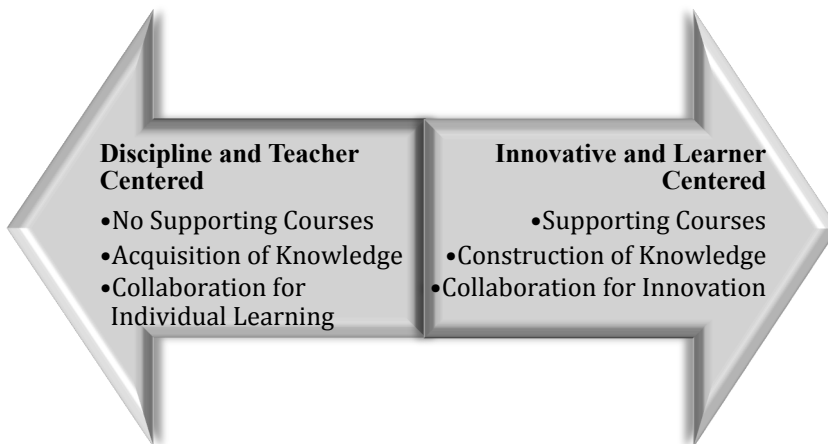 Discipline and Teacher
Centered
•No Supporting Courses
•Acquisition of Knowledge
•Collaboration for
Individual Learning
Innovative and Learner
Centered
•Supporting Courses
•Construction of Knowledge
•Collaboration for Innovation